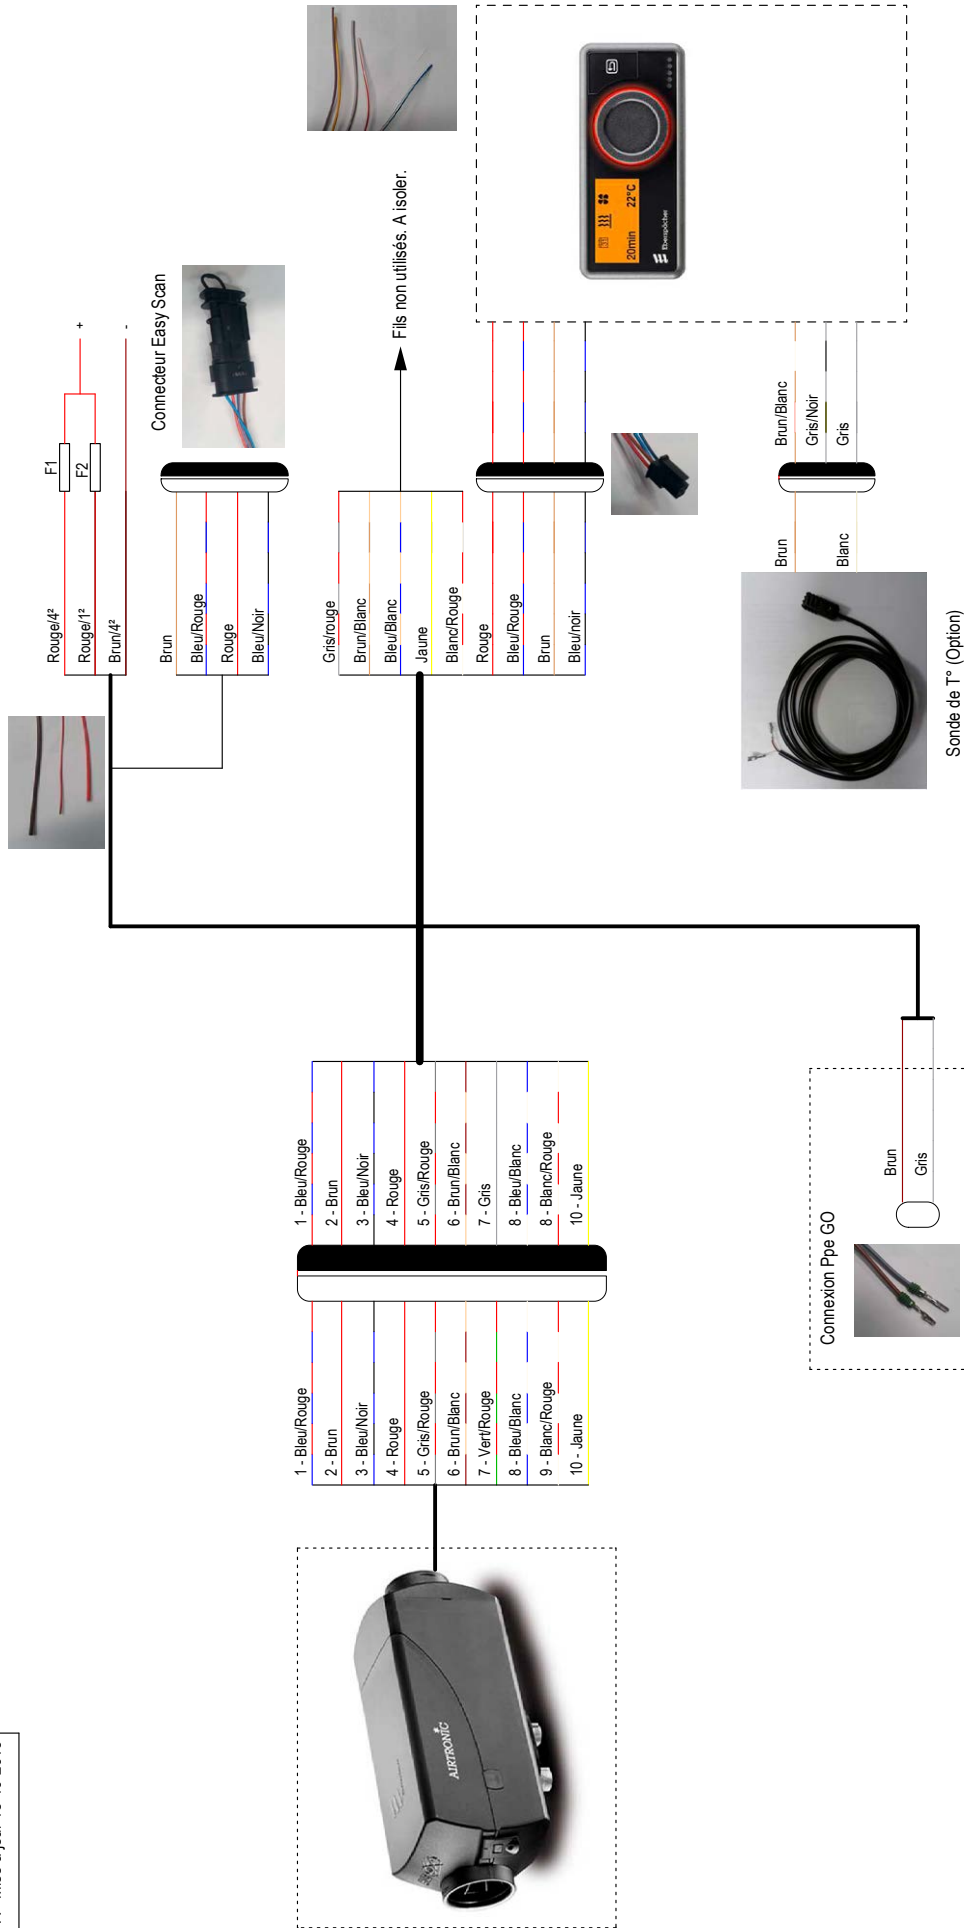 F1
F2
+
-
Rouge/4²
Rouge/1²
Brun/4²
Connecteur Easy Scan
Brun
Bleu/Rouge
Rouge
Bleu/Noir
Fils non utilisés. A isoler.
Gris/rouge
Brun/Blanc
Bleu/Blanc
Jaune
Blanc/Rouge
Rouge
Bleu/Rouge
Brun
Bleu/noir
20min
22°C
Eberspächer
Brun/Blanc
Gris/Noir
Gris
Brun
Blanc
Sonde de T° (Option)
1 - Bleu/Rouge
2 - Brun
3 - Bleu/Noir
4 - Rouge
5 - Gris/Rouge
6 - Brun/Blanc
7 - Gris
8 - Bleu/Blanc
8 - Blanc/Rouge
10 - Jaune
1 - Bleu/Rouge
2 - Brun
3 - Bleu/Noir
4 - Rouge
5 - Gris/Rouge
6 - Brun/Blanc
7 - Vert/Rouge
8 - Bleu/Blanc
9 - Blanc/Rouge
10 - Jaune
Connexion Ppe GO
Brun
Gris
AIRTRONIC